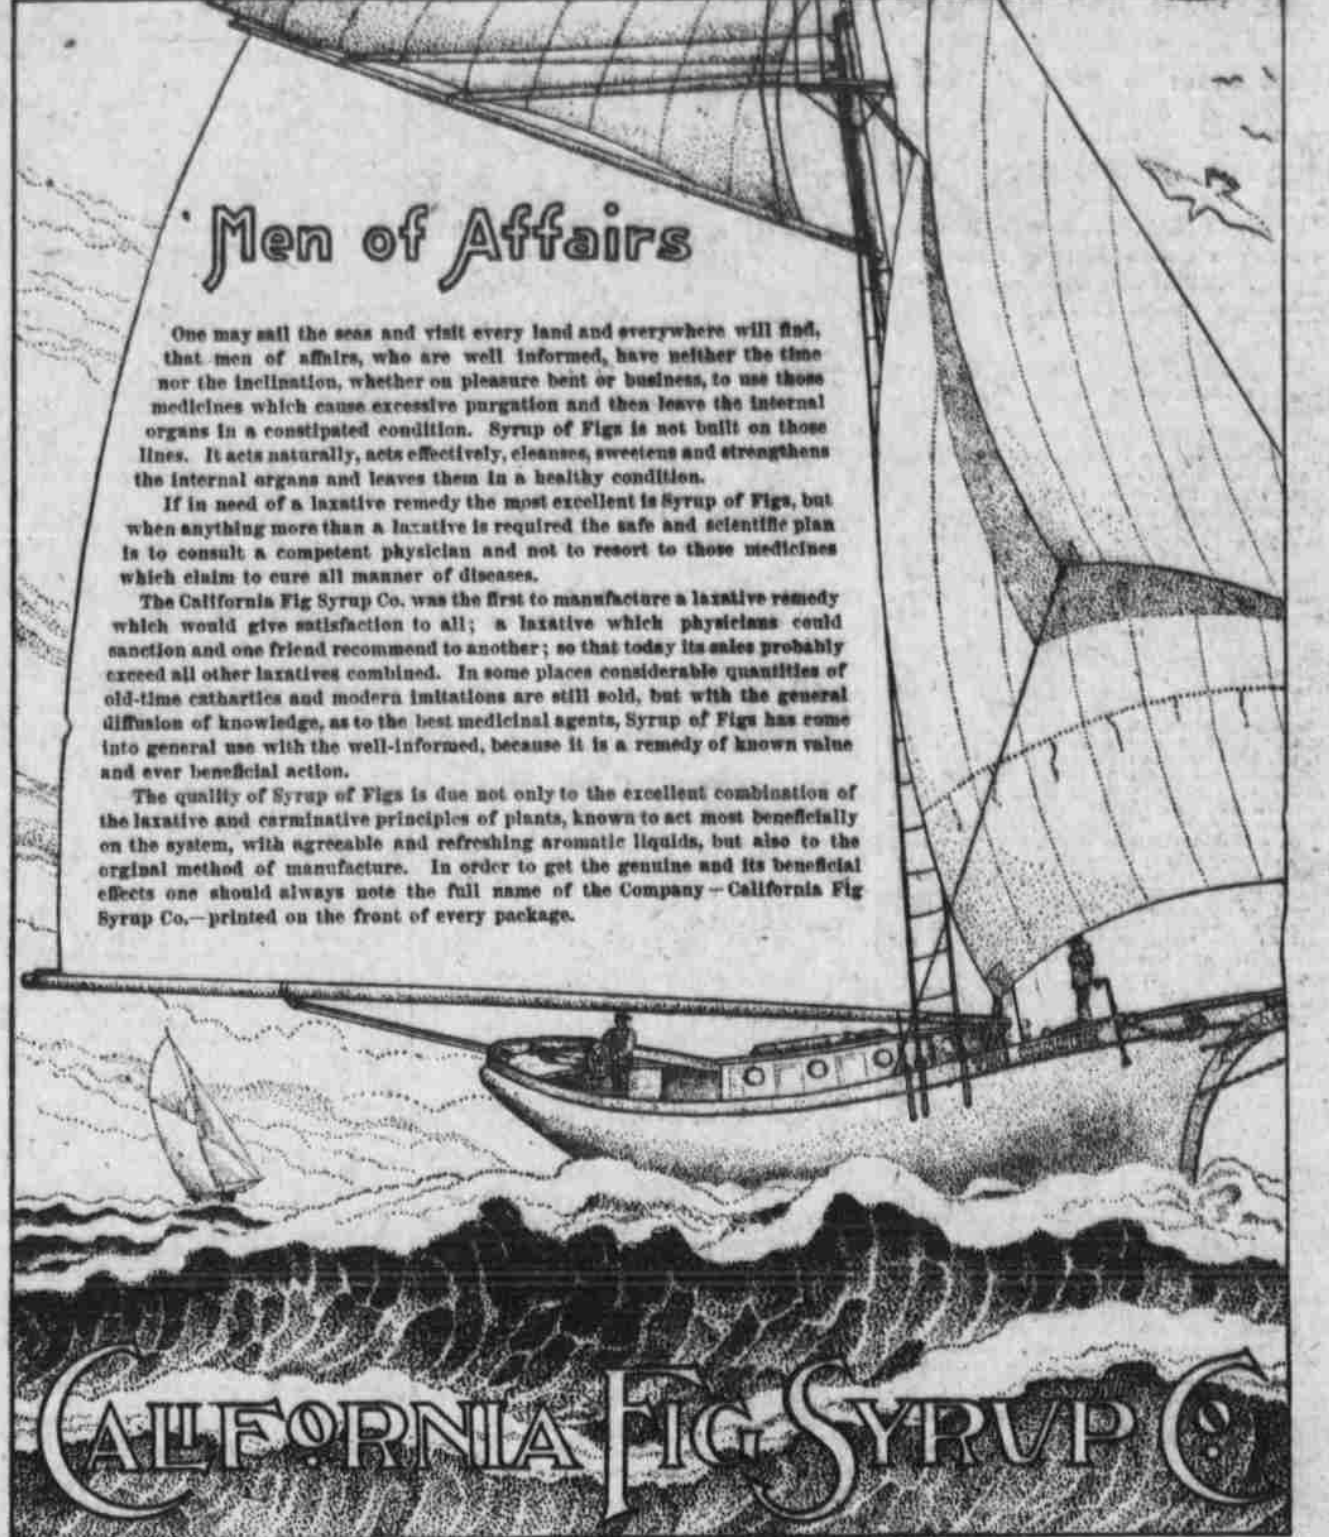 Men of Affairs
One may sail the seas and visit every land and everywhere will find,
that men of affairs, who are well informed, have neither the time
nor the inclination, whether on pleasure bent or business, to use those
medicines which cause excessive purgation and then leave the internal
organs in a constipated condition. Syrup of Figs is not built on those
lines. It acts naturally, acts effectively, cleanses, sweetens and strengthens
the internal organs and leaves them in a healthy condition.
If in need of a laxative remedy the most excellent is Syrup of Figs, but
when anything more than a laxative is required the safe and scientific plan
is to consult a competent physician and not to resort to those medicines
which claim to cure all manner of diseases.
The California Fig Syrup Co. was the first to manufacture a laxative remedy
which would give satisfaction to all; a laxative which physicians could
sanction and one friend recommend to another; so that today its sales probably
exceed all other laxatives combined. In some places considerable quantities of
old-time cathartics and modern imitations are still sold, but with the general
diffusion of knowledge, as to the best medicinal agents, Syrup of Figs has come
into general use with the well-informed, because it is a remedy of known value
and ever beneficial action.
The quality of Syrup of Figs is due not only to the excellent combination of
the laxative and carminative principles of plants, known to act most beneficially
on the system, with agreeable and refreshing aromatic liquids, but also to the
orginal method of manufacture. In order to get the genuine and its beneficial
effects one should always note the full name of the Company—California Fig
Syrup Co.—printed on the front of every package.
CALIFORNIA FIG SYRUP Co